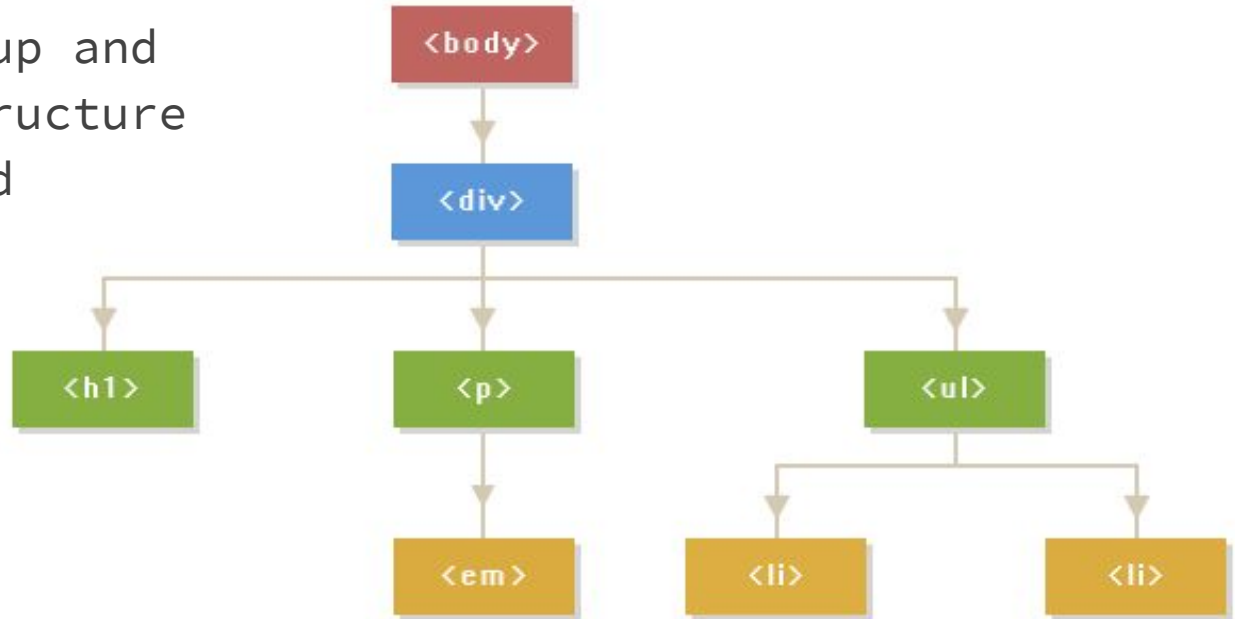 up and
ructure
d
<body>
<div>
<h1>
<p>
<ul>
<em>
<li>
<li>